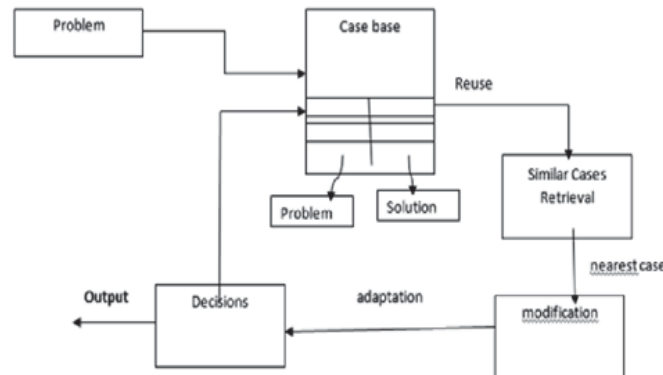 Problem
Case base
Reuse
Similar Cases
Retrieval
Problem
Solution
nearest case
Output
Decisions
adaptation
modification